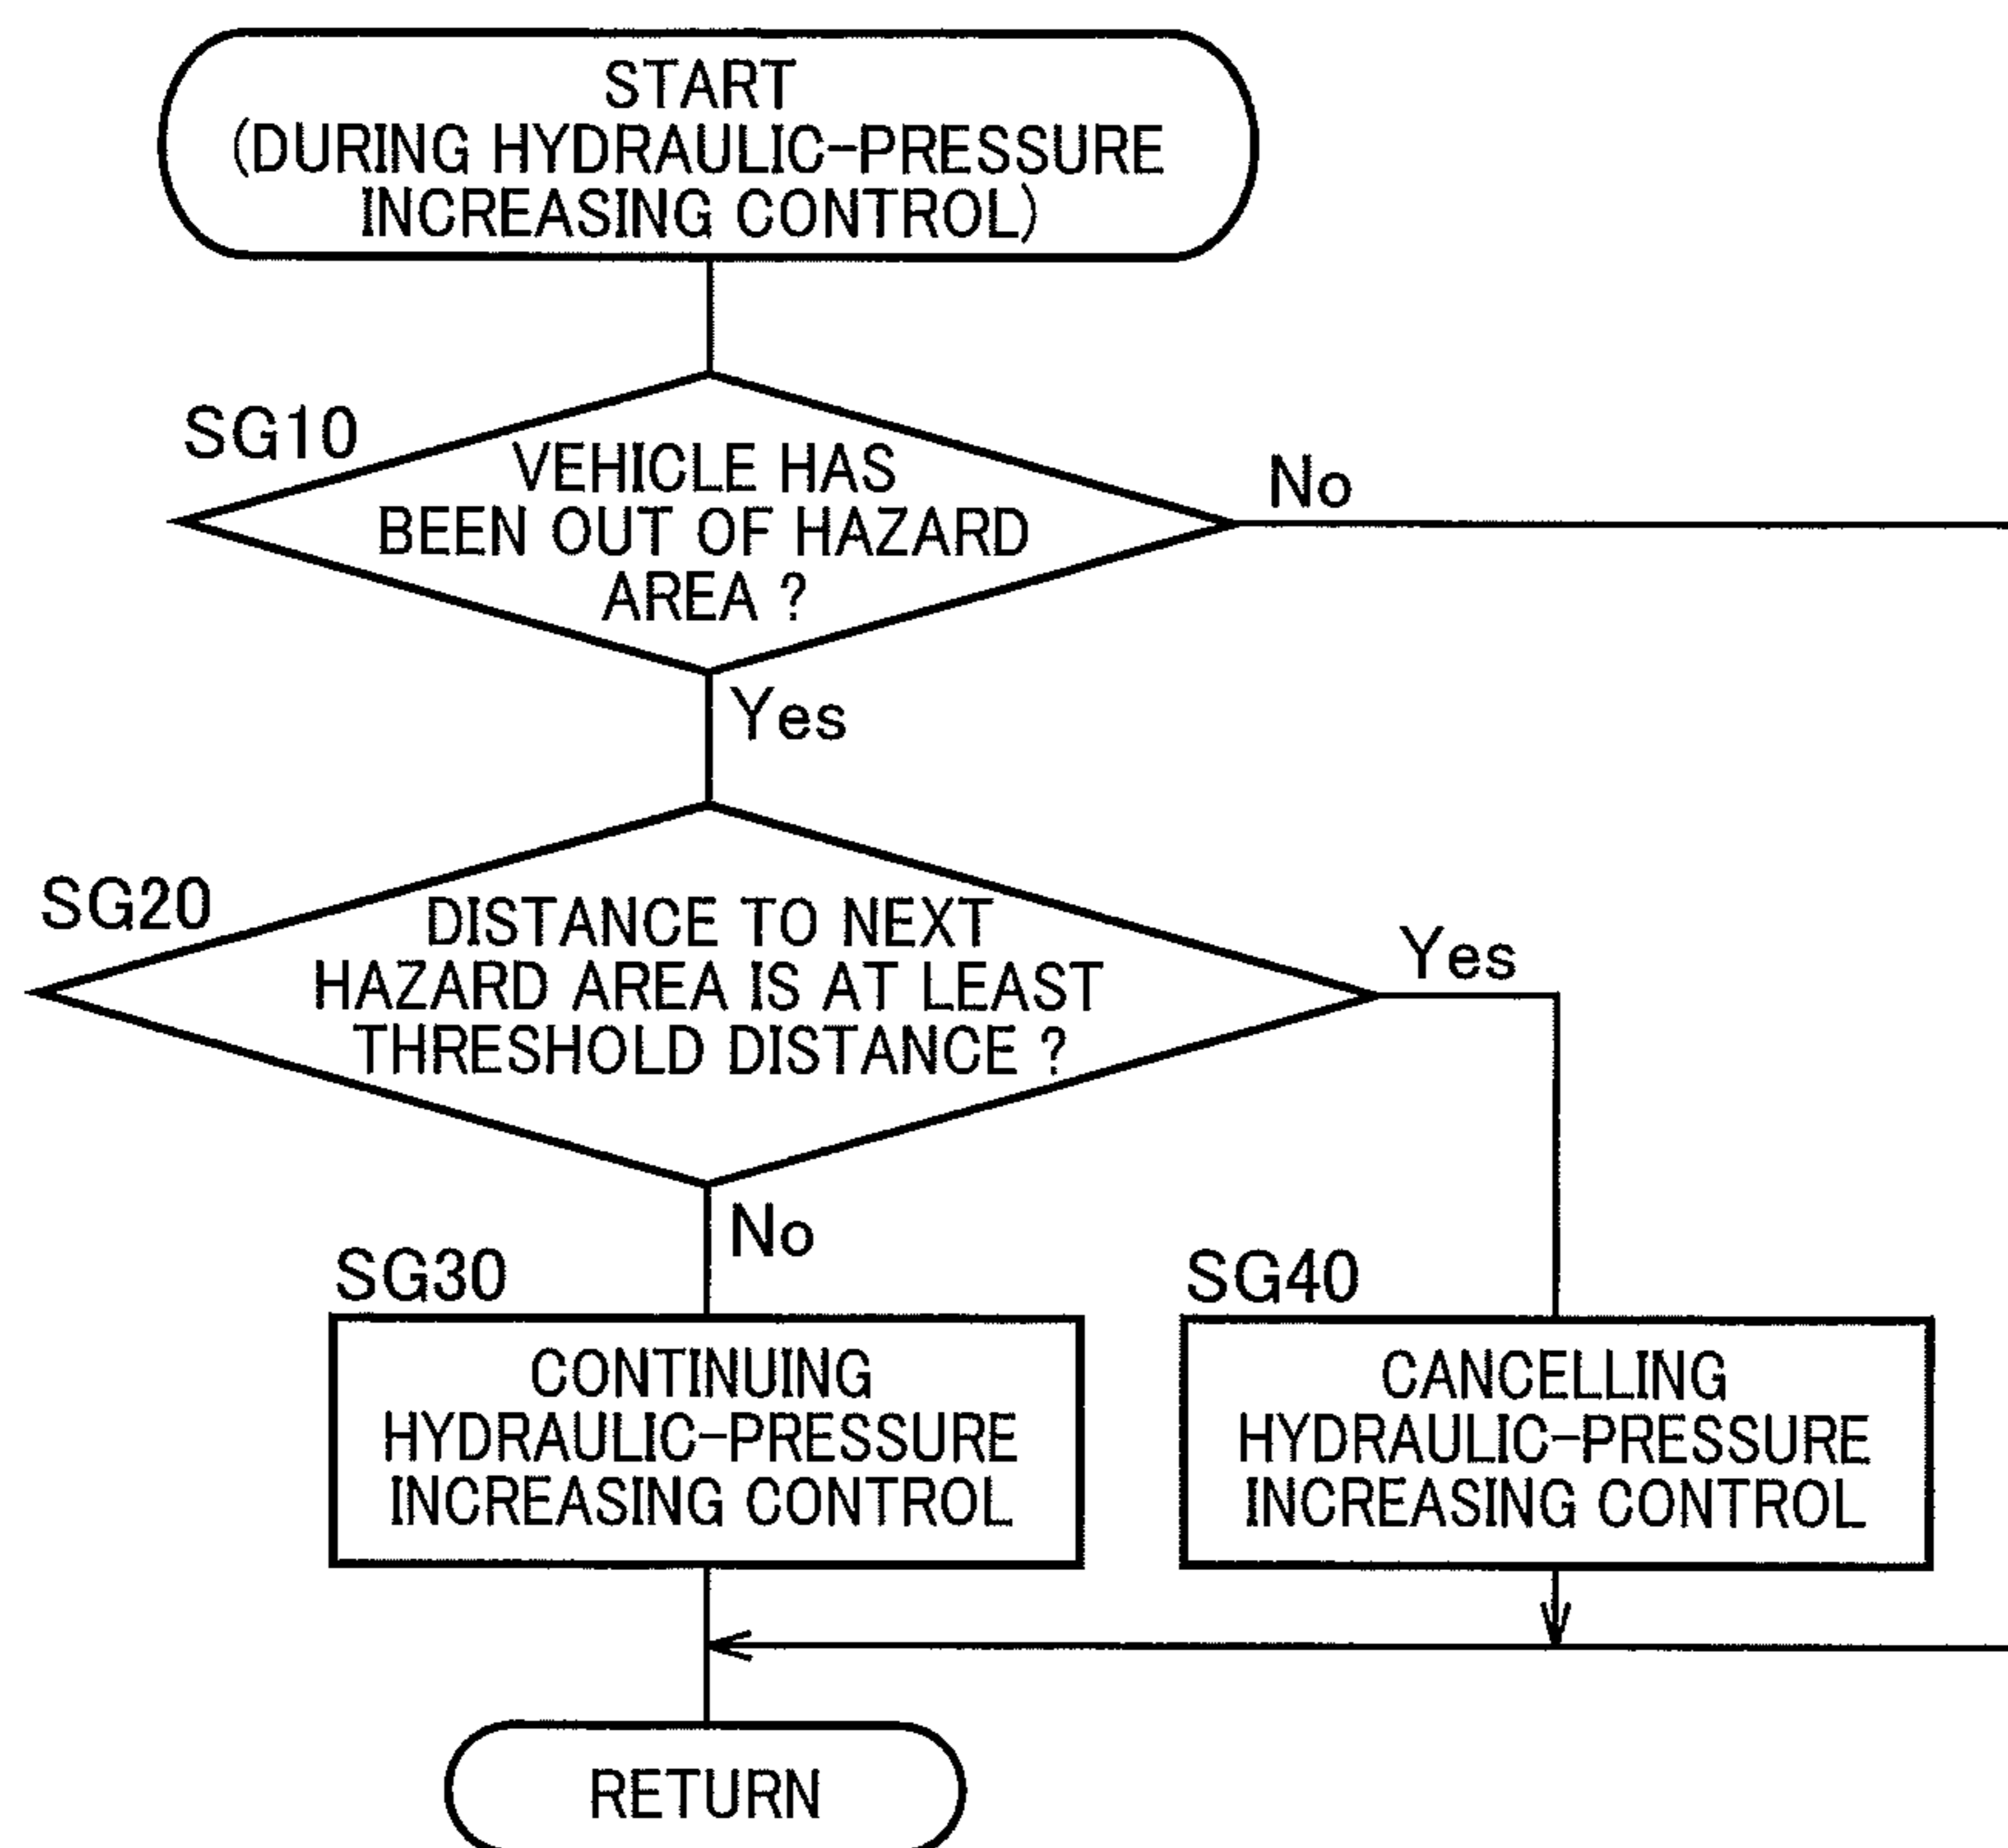 START
(DURING HYDRAULIC-PRESSURE
INCREASING CONTROL)
SG10
VEHICLE HAS
BEEN OUT OF HAZARD
AREA ?
No
Yes
SG20
DISTANCE TO NEXT
HAZARD AREA IS AT LEAST
THRESHOLD DISTANCE ?
Yes
No
SG30
CONTINUING
HYDRAULIC-PRESSURE
INCREASING CONTROL
SG40
CANCELLING
HYDRAULIC-PRESSURE
INCREASING CONTROL
RETURN